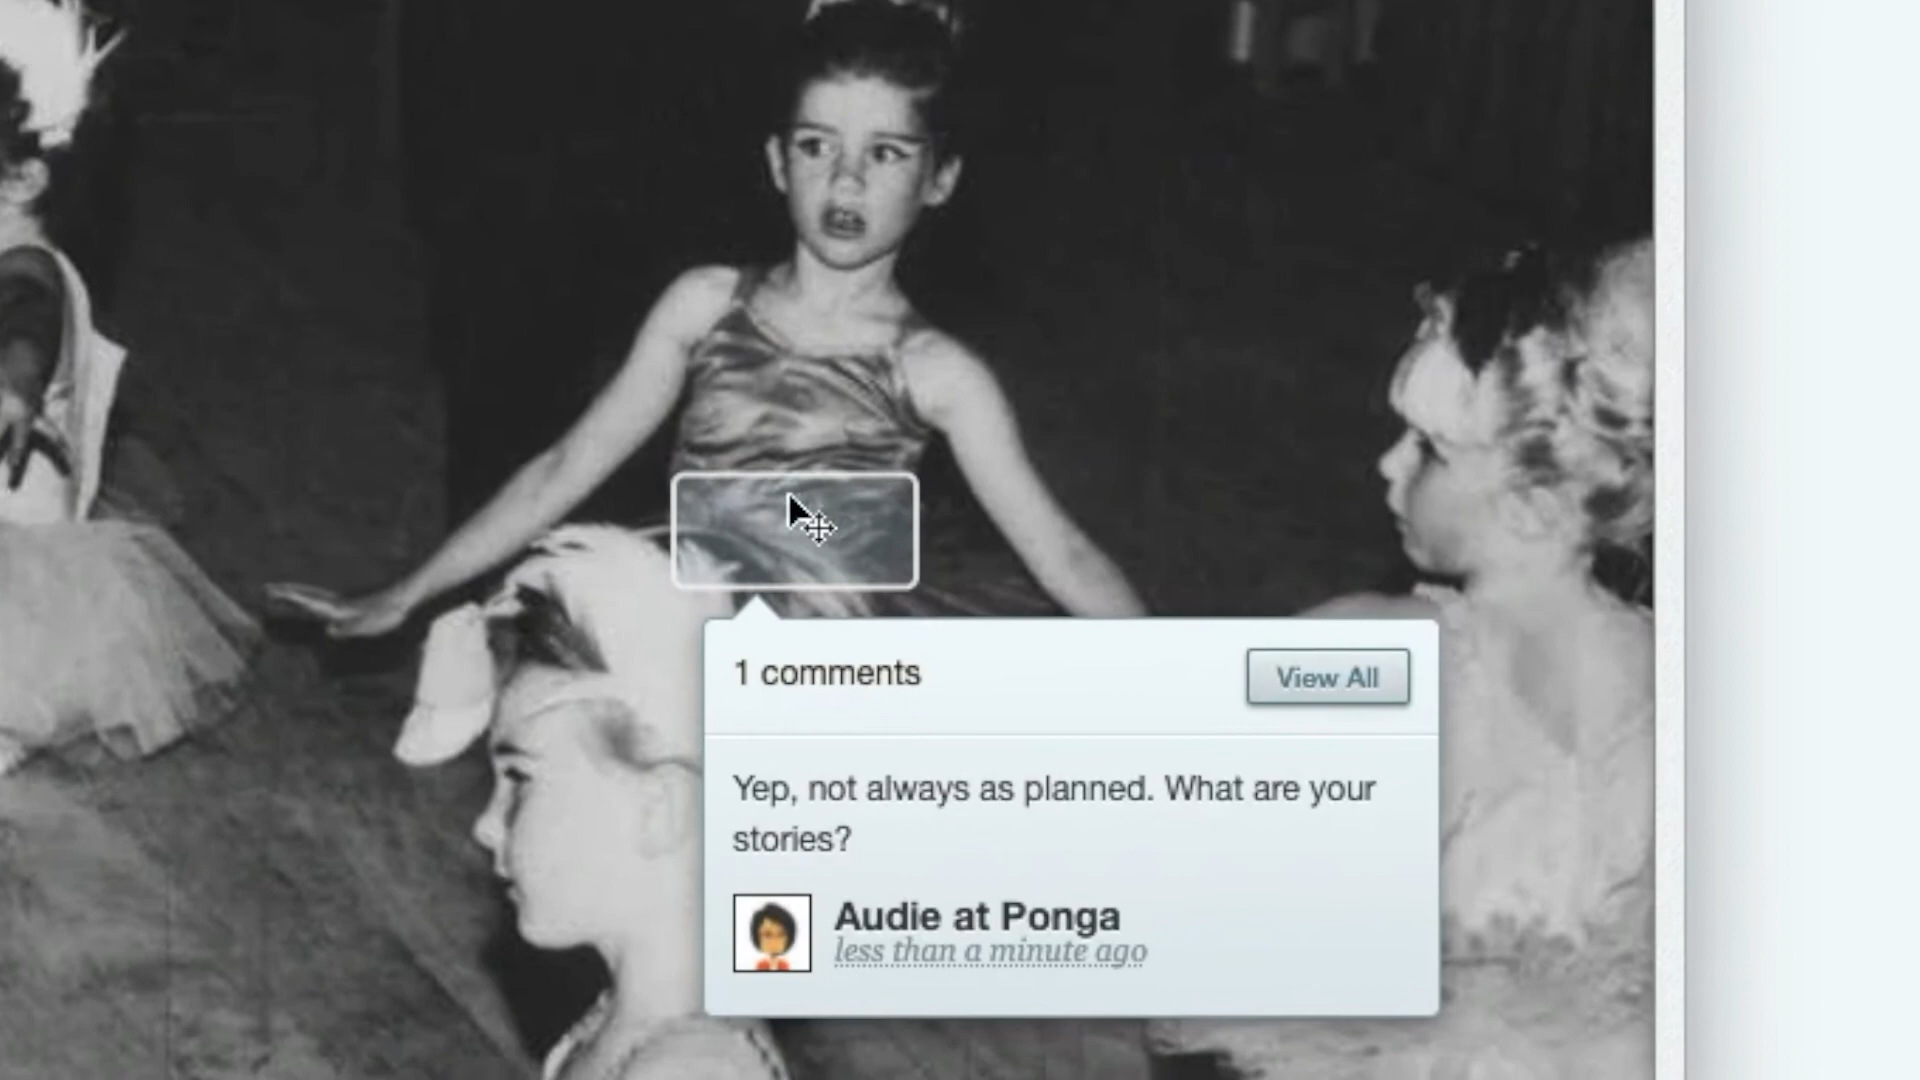 1 comments
View All
Yep, not always as planned. What are your
stories?
Audie at Ponga
less than a minute ago